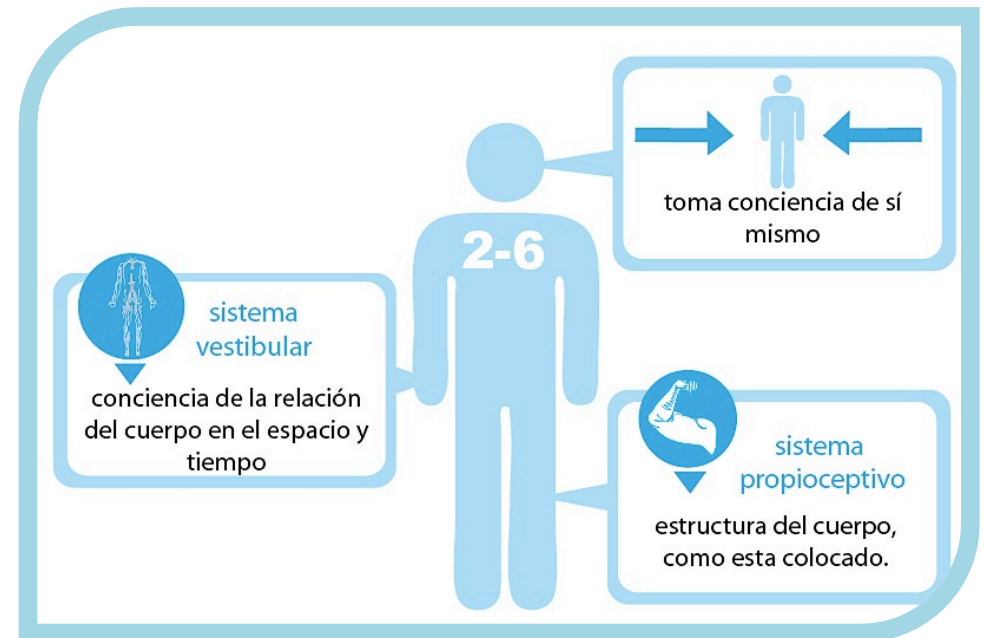 toma conciencia de sí
mismo
2-6
sistema
vestibular
conciencia de la relación
del cuerpo en el espacio y
tiempo
sistema
propioceptivo
estructura del cuerpo,
como esta colocado.